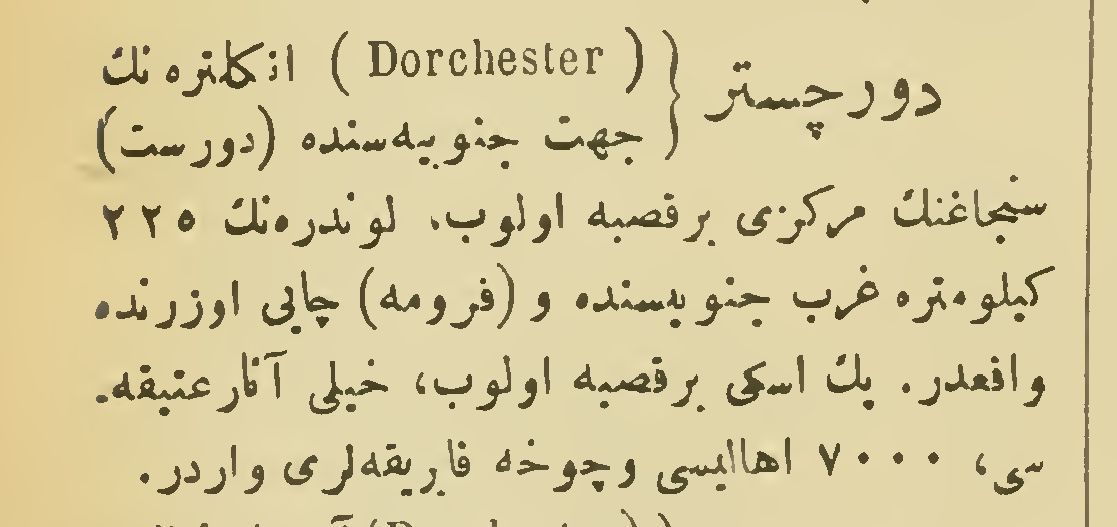 دورچستر { (Dorchester) انكلتره نك
جهت جنوبيه‌سنده (دورست)
سنجاغنك مركزى برقصبه اولوب، لوندره‌نك ٢٢٥
كيلومتره غرب جنوبيسنده و (فرومه) چايى اوزرنده
واقعدر. پك اسكى برقصبه اولوب، خيلى آثار عتيقه‌
سى، ٧٠٠٠ اهاليسى وچوخه فابريقه‌لرى واردر.